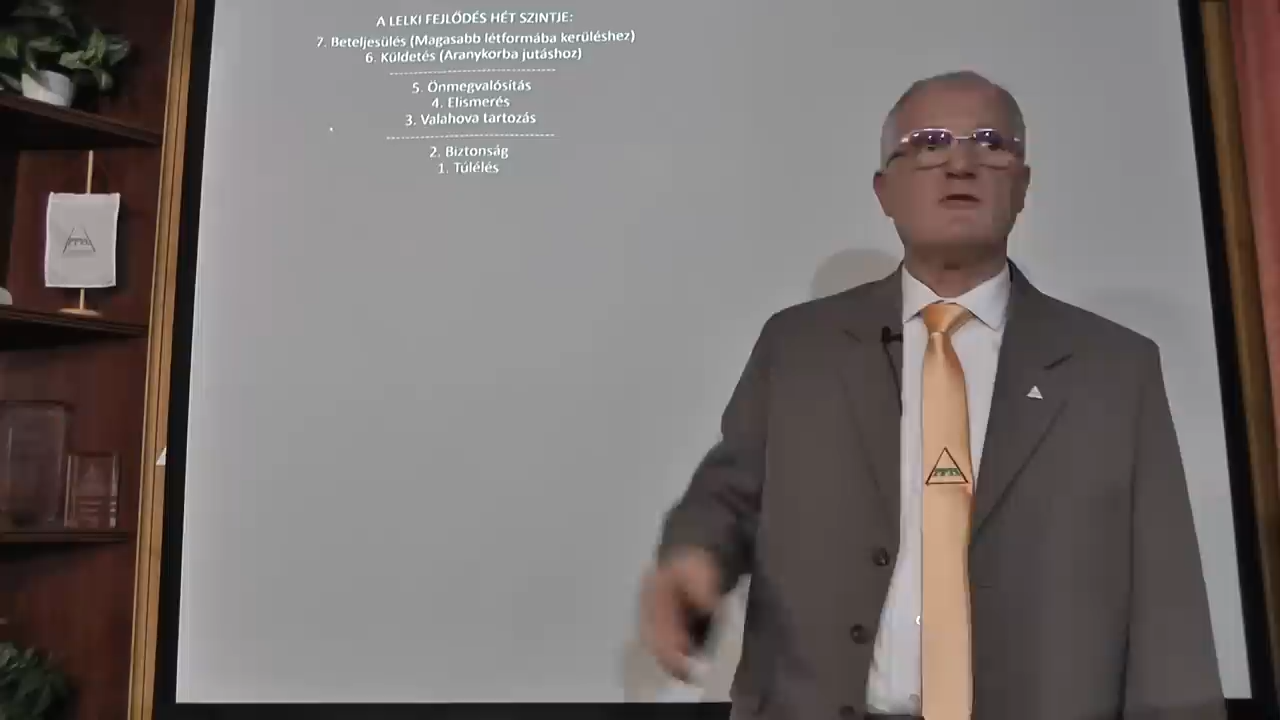 A LELKI FEJLŐDÉS HÉT SZINTJE:
7. Beteljesülés (Magasabb létformába kerüléshez)
6. Küldetés (Aranykorba jutáshoz)
5. Önmegvalósítás
4. Elismerés
3. Valahova tartozás
2. Biztonság
1. Túlélés